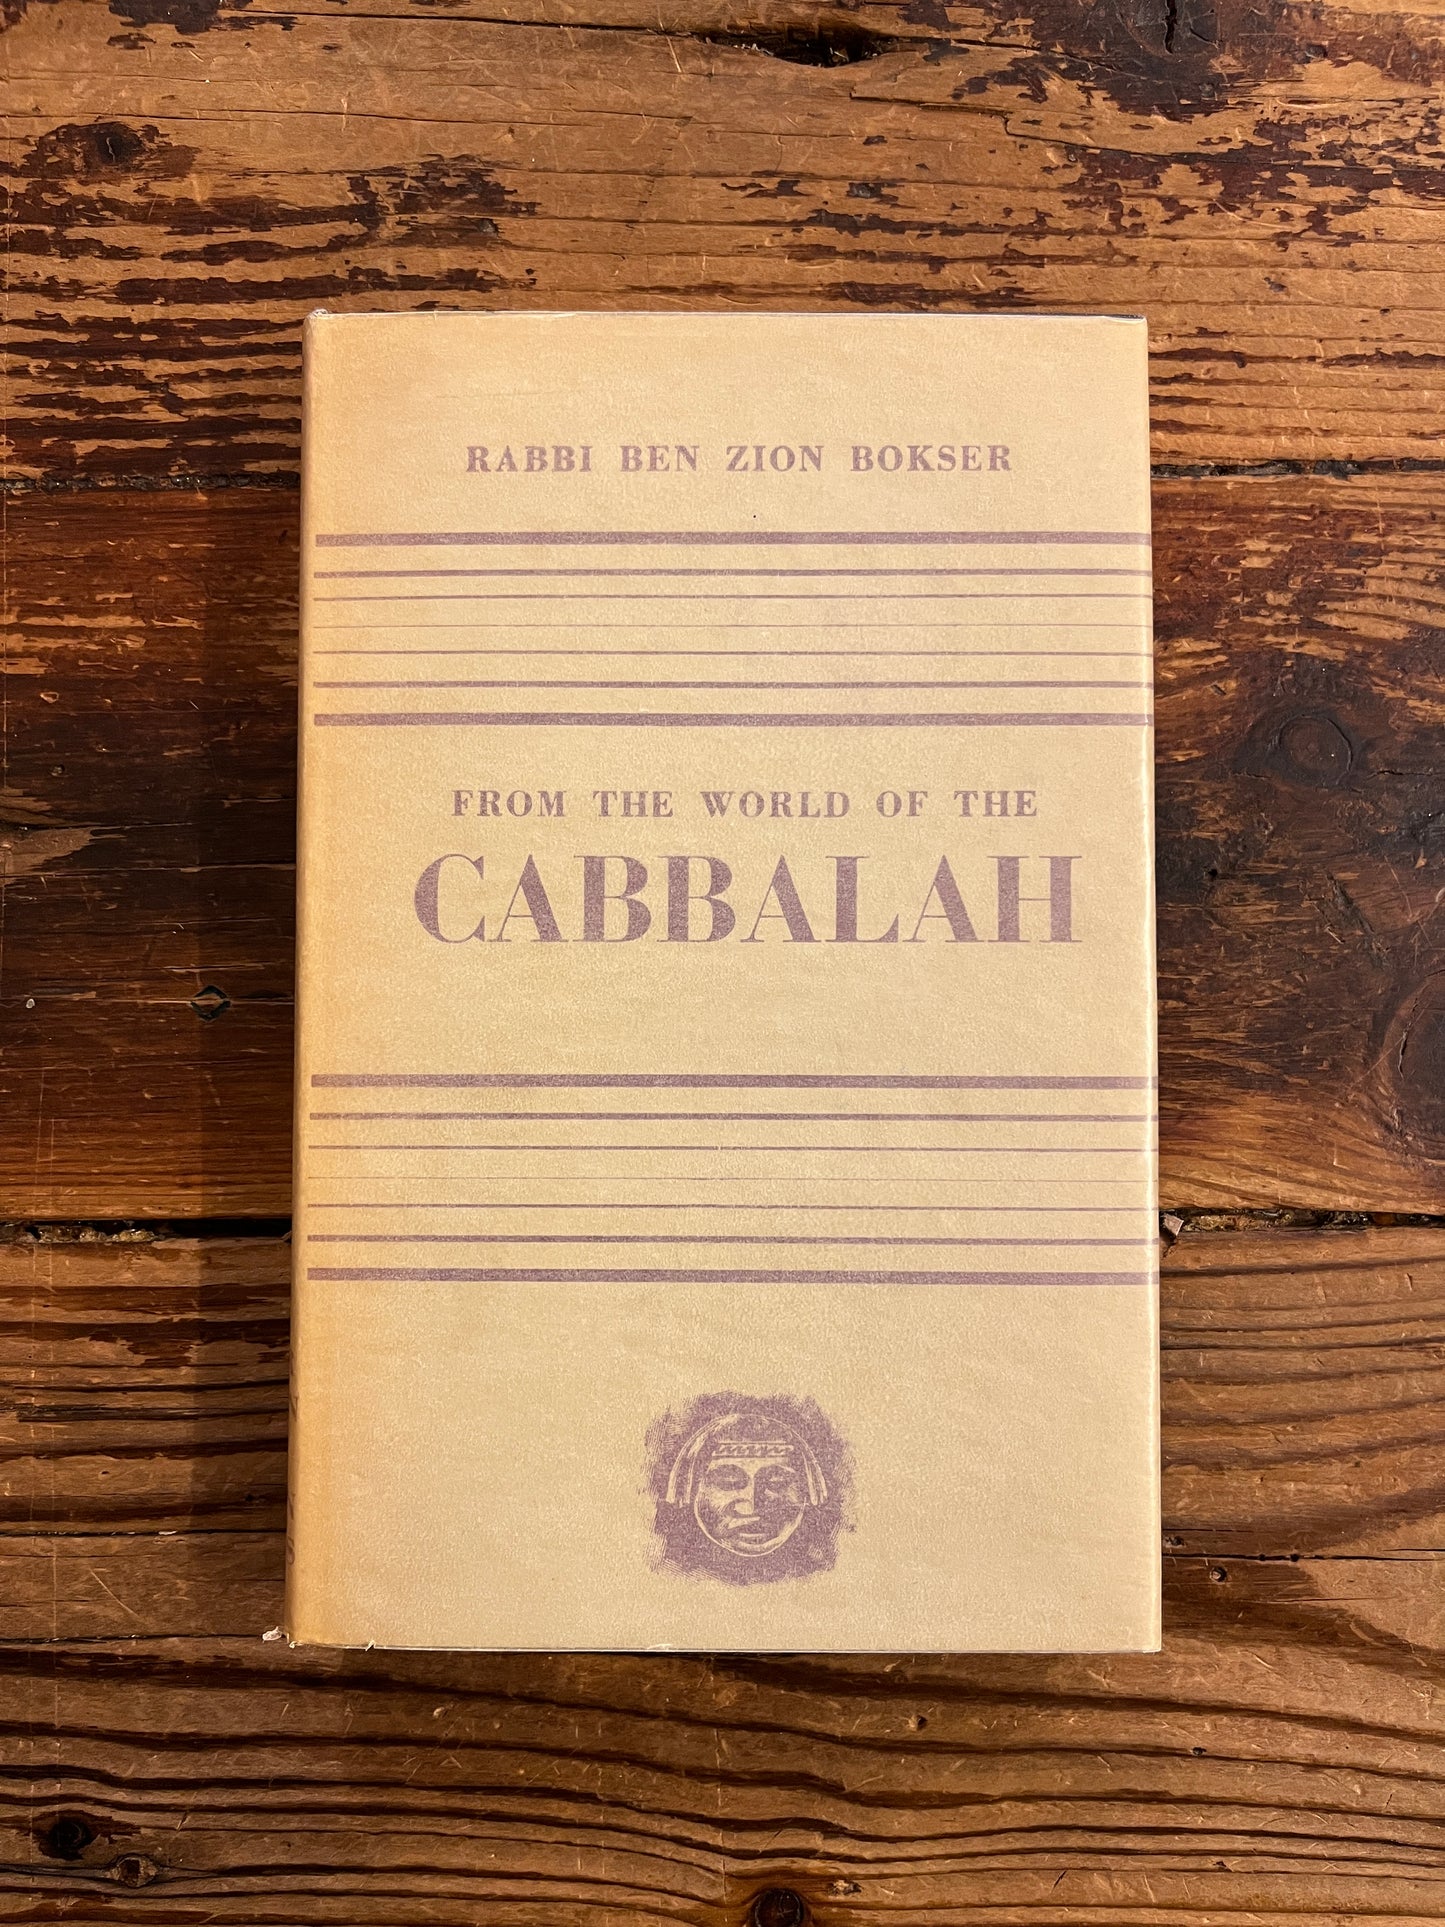 RABBI BEN ZION BOKSER
FROM THE WORLD OF THE
CABBALAH